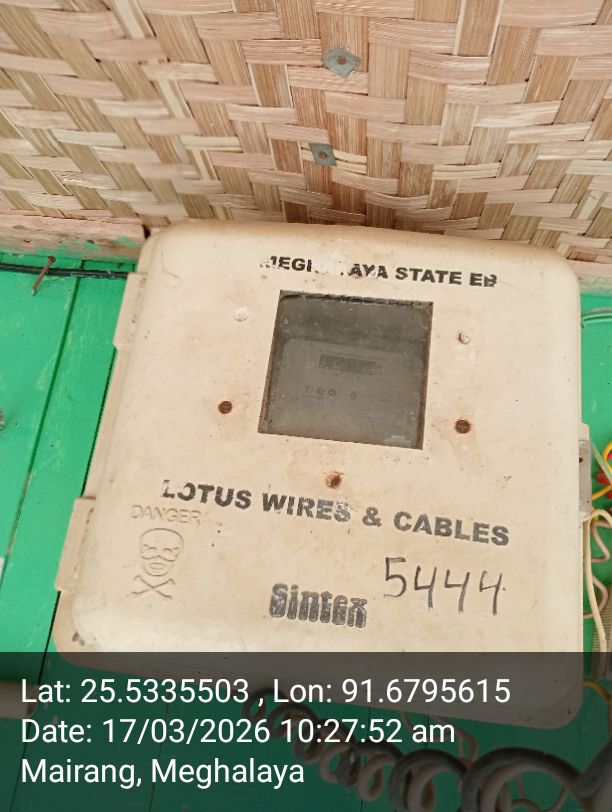 STATE EB
LOTUS WIRES & CABLES
DANGER
5444
Sintex
Lat: 25.5335503 , Lon: 91.6795615
Date: 17/03/2026 10:27:52 am
Mairang, Meghalaya